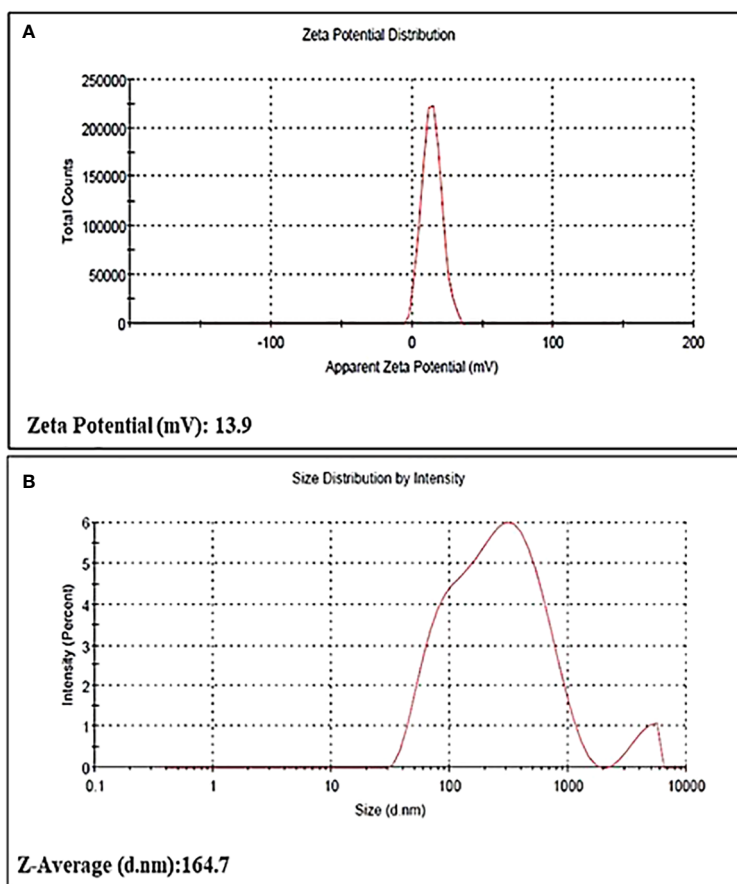 A
Zeta Potential Distribution
250000
200000
150000
100000
50000
0
Total Counts
-100 0 100 200
Apparent Zeta Potential (mV)
Zeta Potential (mV): 13.9
B
Size Distribution by Intensity
6
5
4
3
2
1
0
Intensity (Percent)
0.1 1 10 100 1000 10000
Size (d.nm)
Z-Average (d.nm):164.7